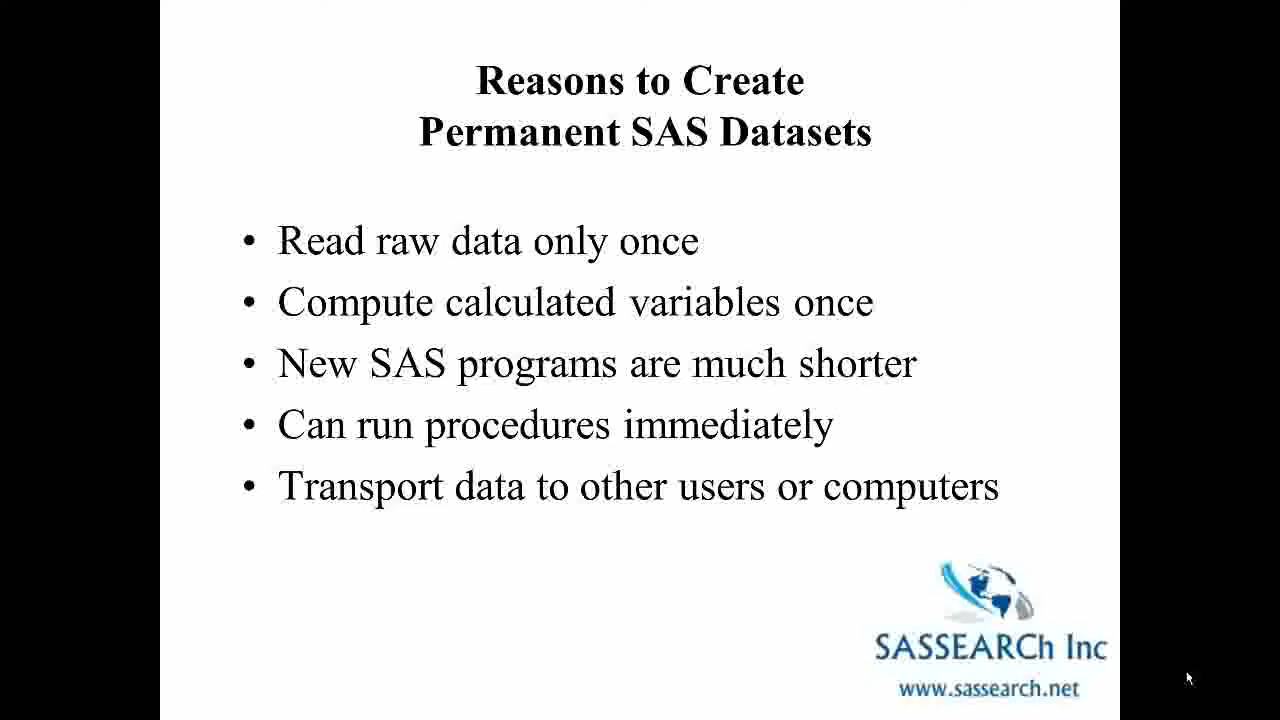 Reasons to Create
Permanent SAS Datasets
• Read raw data only once
• Compute calculated variables once
• New SAS programs are much shorter
• Can run procedures immediately
• Transport data to other users or computers
SASSEARCh Inc
www.sassearch.net